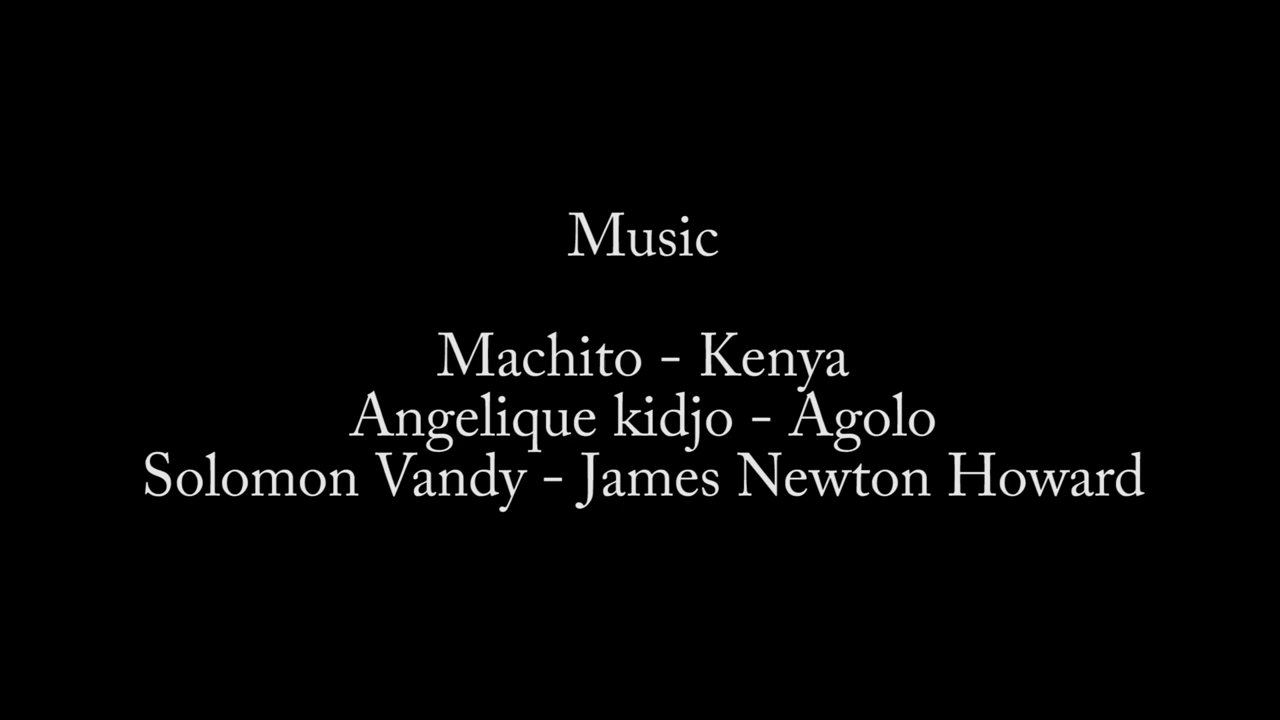 Music
Machito - Kenya
Angelique kidjo - Agolo
Solomon Vandy - James Newton Howard